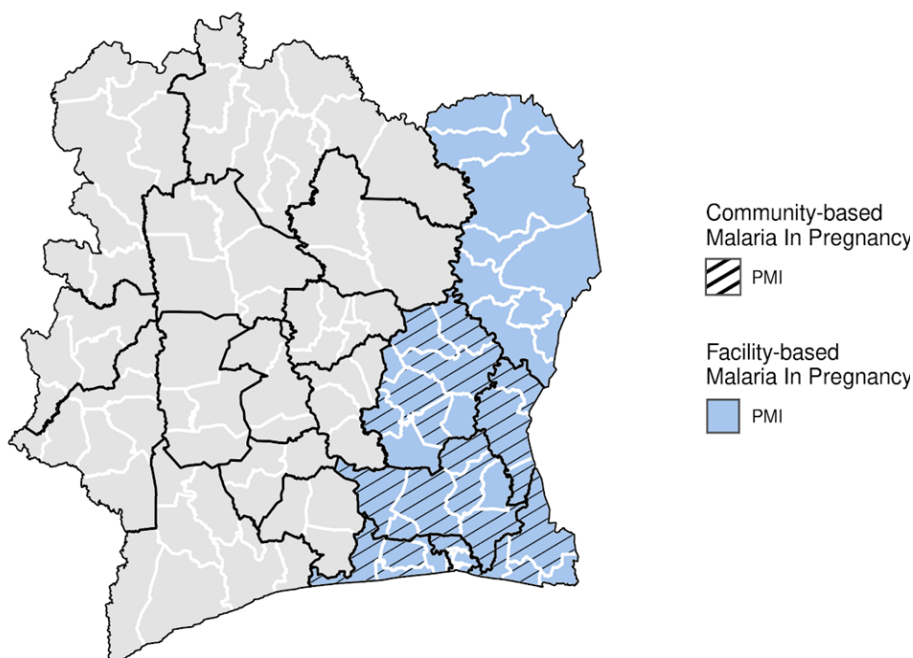 Community-based
Malaria In Pregnancy
PMI
Facility-based
Malaria In Pregnancy
PMI